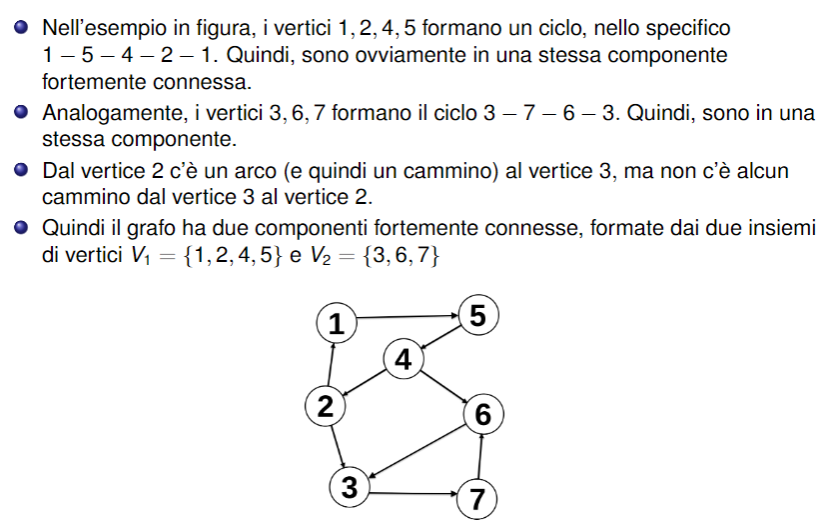 Nell'esempio in figura, i vertici 1, 2, 4, 5 formano un ciclo, nello specifico
1 – 5 – 4 – 2 – 1. Quindi, sono ovviamente in una stessa componente
fortemente connessa.
Analogamente, i vertici 3, 6, 7 formano il ciclo 3 – 7 – 6 – 3. Quindi, sono in una
stessa componente.
Dal vertice 2 c'è un arco (e quindi un cammino) al vertice 3, ma non c'è alcun
cammino dal vertice 3 al vertice 2.
Quindi il grafo ha due componenti fortemente connesse, formate dai due insiemi
di vertici V₁ = {1, 2, 4, 5} e V₂ = {3, 6, 7}
1
5
4
2
6
3
7